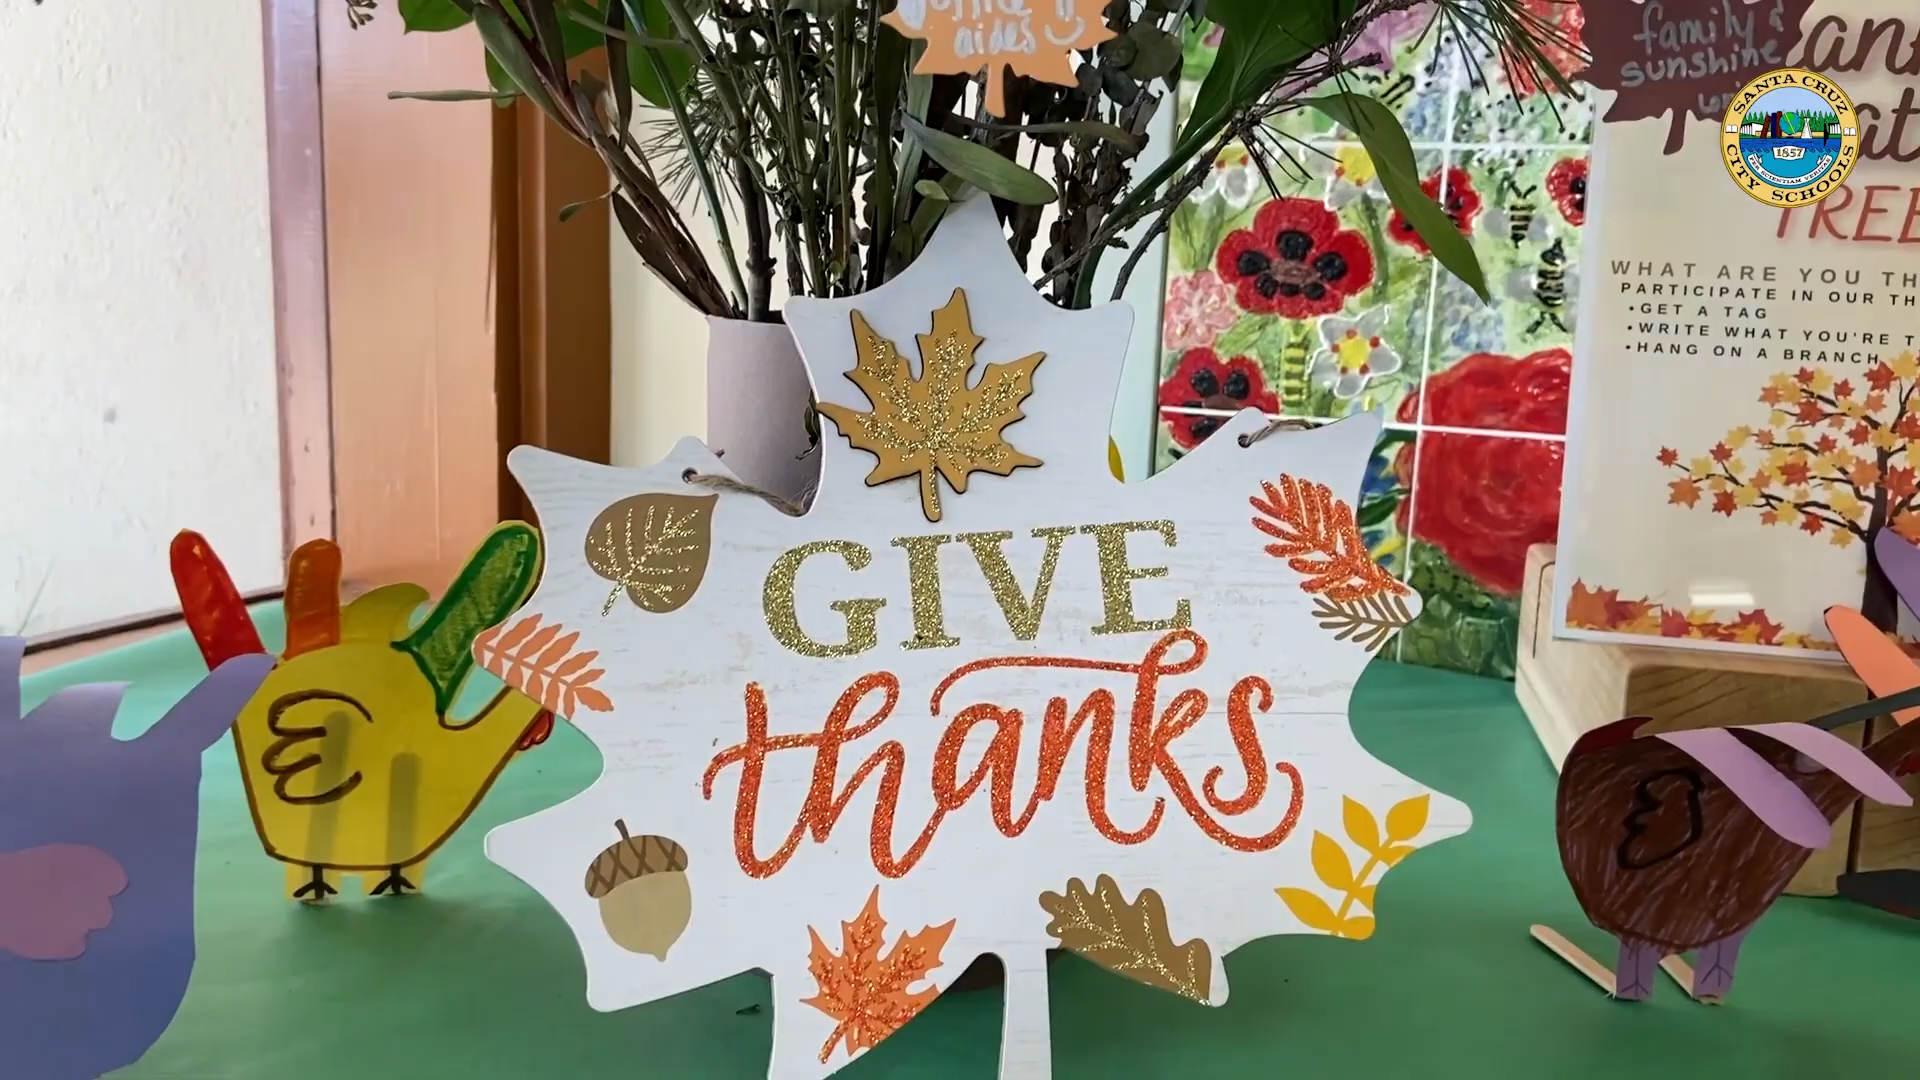 aides
family &
sunshine
SANTA CRUZ
CITY SCHOOLS
1857
TREE
WHAT ARE YOU TH
PARTICIPATE IN OUR TH
•GET A TAG
•WRITE WHAT YOU'RE T
•HANG ON A BRANCH
GIVE
thanks